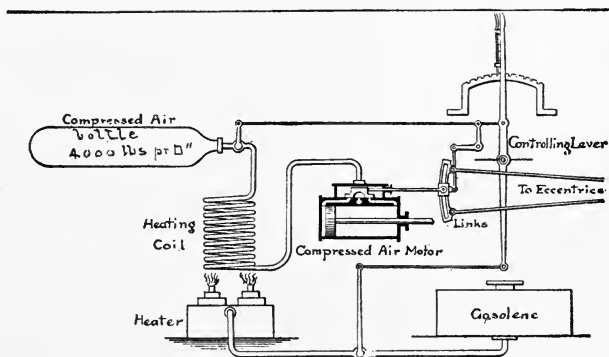 Compressed Air
bottle
4000 lbs pr □"
Controlling Lever
To Eccentrics
Heating
Coil
Links
Compressed Air Motor
Heater
Gasolene